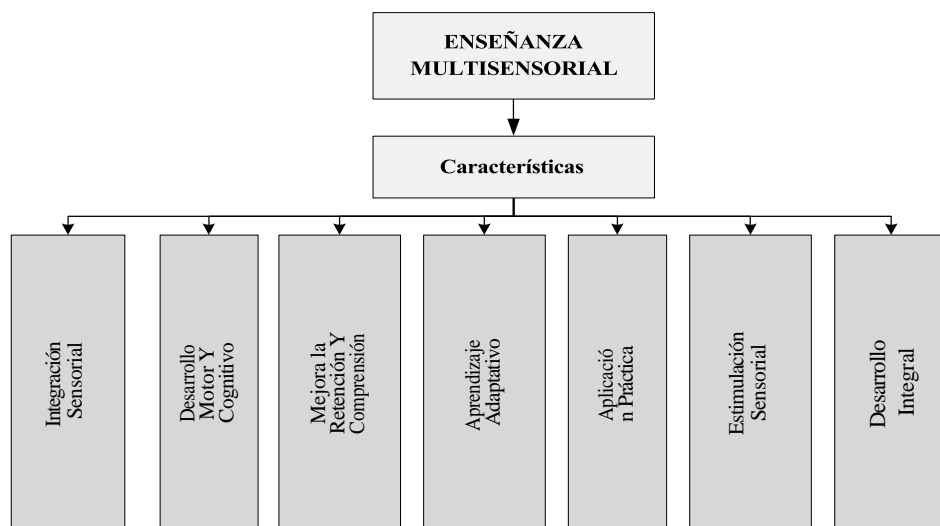 ENSEÑANZA
MULTISENSORIAL
Característícas
Integración
Sensorial
Desarrollo
Motor Y
Cognitivo
Mejora la
Retención Y
Comprensión
Aprendizaje
Adaptativo
Aplicació
n Práctica
Estimulación
Sensorial
Desarrollo
Integral